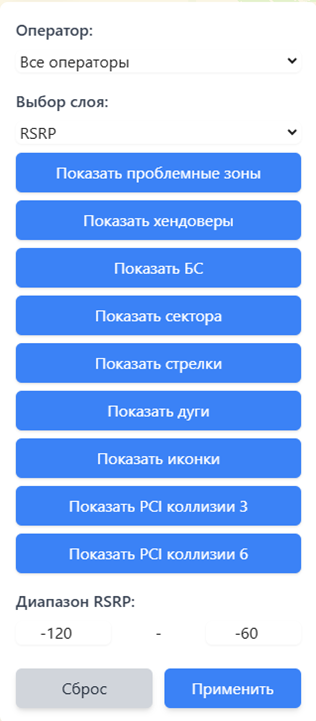 Оператор:
Все операторы
Выбор слоя:
RSRP
Показать проблемные зоны
Показать хендоверы
Показать БС
Показать сектора
Показать стрелки
Показать дуги
Показать иконки
Показать PCI коллизии 3
Показать PCI коллизии 6
Диапазон RSRP:
-120 - -60
Сброс Применить